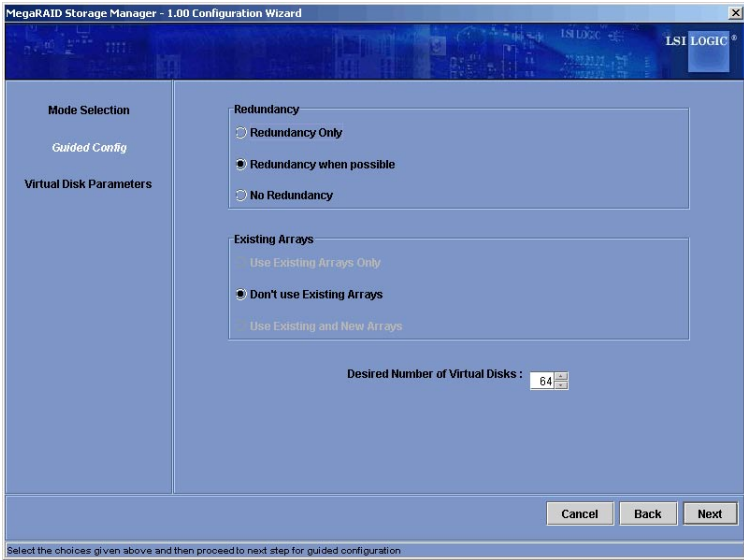 MegaRAID Storage Manager - 1.00 Configuration Wizard
LSI LOGIC
LSI LOGIC ®
Mode Selection
Guided Config
Virtual Disk Parameters
Redundancy
Redundancy Only
Redundancy when possible
No Redundancy
Existing Arrays
Use Existing Arrays Only
Don't use Existing Arrays
Use Existing and New Arrays
Desired Number of Virtual Disks : 64
Cancel Back Next
Select the choices given above and then proceed to next step for guided configuration